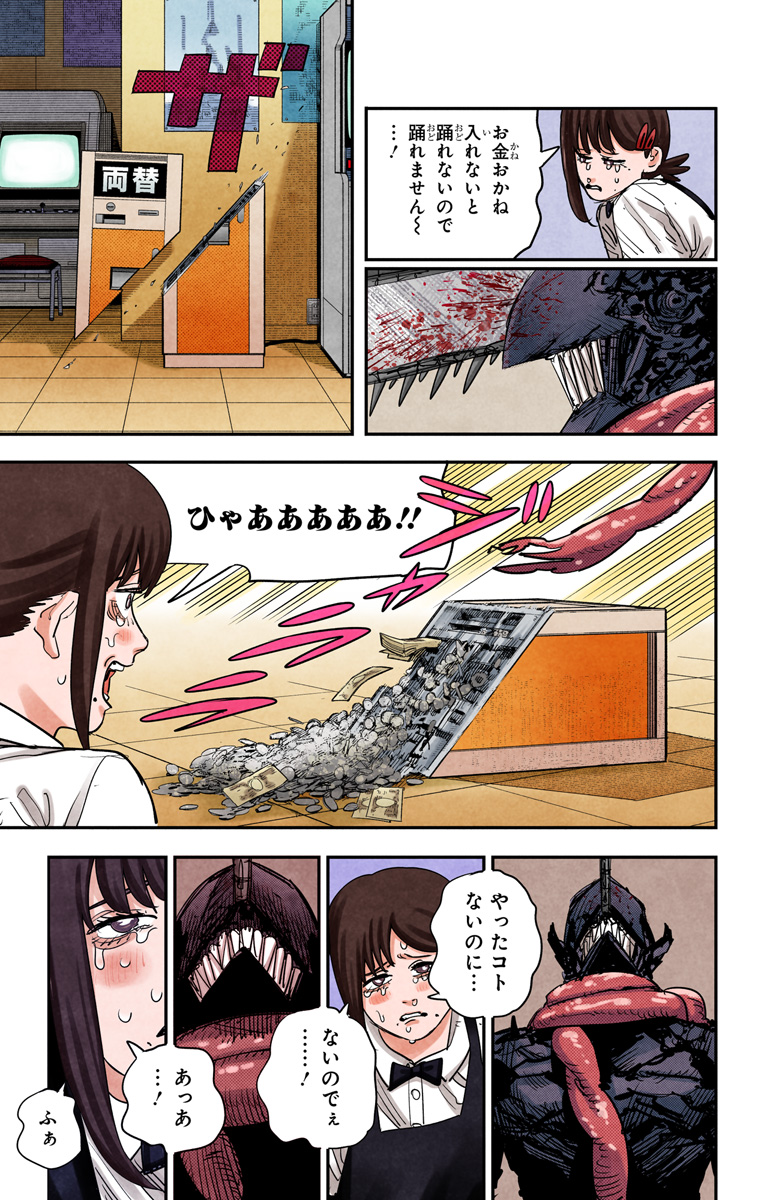 お金おかね
入れないと
踊れないので
踊れません〜
…!
ザ
両替
ひゃああああ!!
ジャ
やったコト
ないのに…
ないのでぇ
……!
あっあ
…!
ふぁ